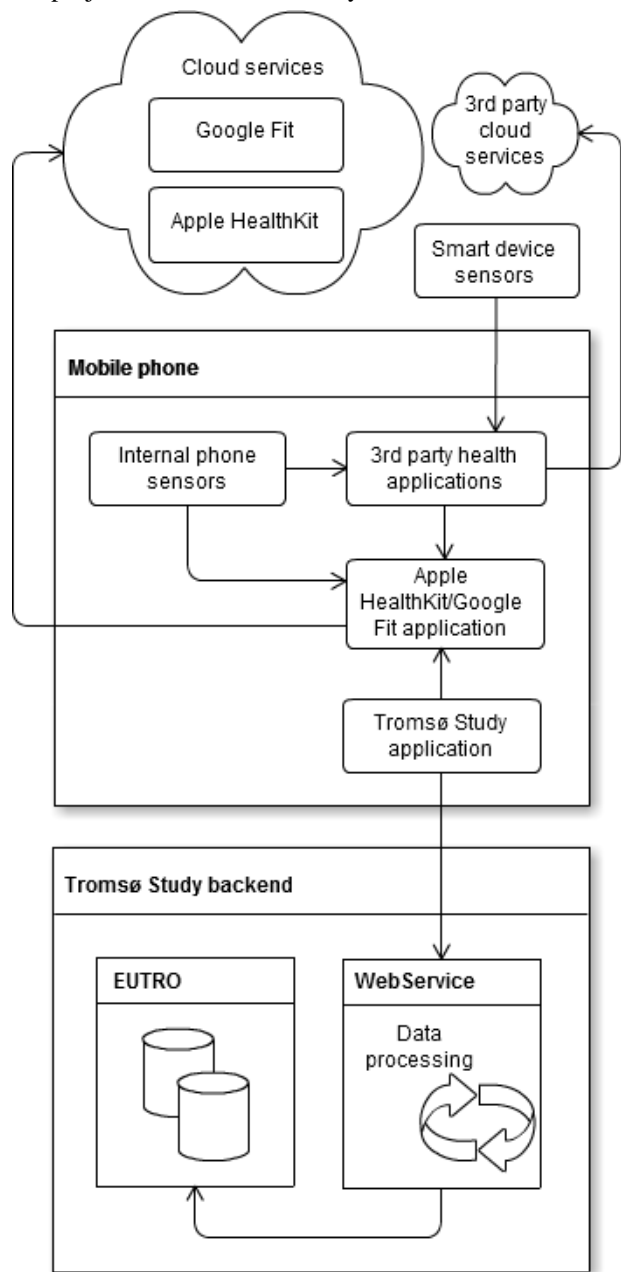 Cloud services
Google Fit
Apple HealthKit
3rd party
cloud
services
Smart device
sensors
Mobile phone
Internal phone
sensors
3rd party health
applications
Apple
HealthKit/Google
Fit application
Tromsø Study
application
Tromsø Study backend
EUTRO
WebService
Data
processing